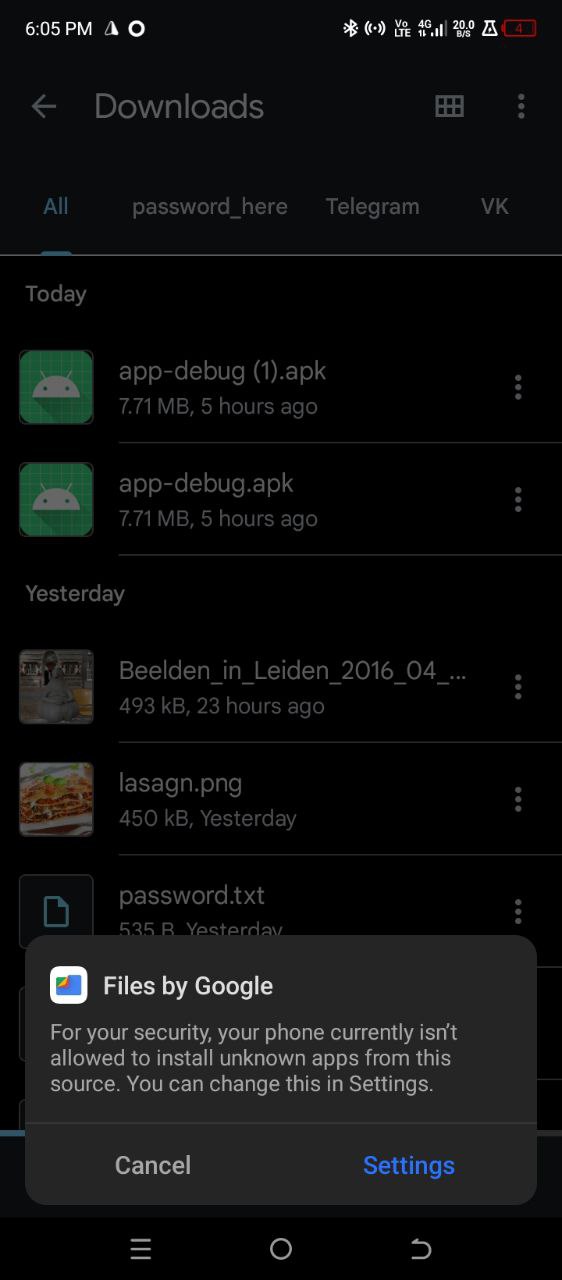 6:05 PM
Vo LTE 4G 20.0 B/S 4
Downloads
All password_here Telegram VK
Today
app-debug (1).apk
7.71 MB, 5 hours ago
app-debug.apk
7.71 MB, 5 hours ago
Yesterday
Beelden_in_Leiden_2016_04_...
493 kB, 23 hours ago
lasagn.png
450 kB, Yesterday
password.txt
535 B, Yesterday
Files by Google
For your security, your phone currently isn’t
allowed to install unknown apps from this
source. You can change this in Settings.
Cancel Settings